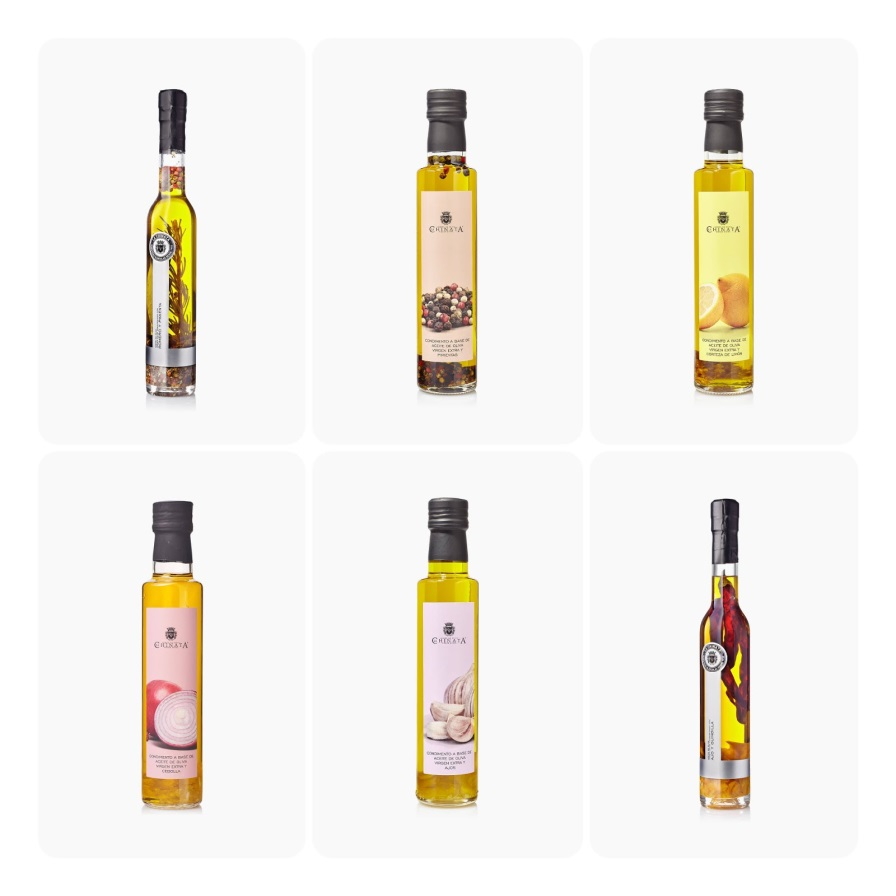 LA CHINATA
CONDIMENTO A BASE DE
ACEITE DE OLIVA
VIRGEN EXTRA Y
PIMIENTAS
LA CHINATA
CONDIMENTO A BASE DE
ACEITE DE OLIVA
VIRGEN EXTRA Y
CORTEZA DE LIMÓN
LA CHINATA
CONDIMENTO A BASE DE
ACEITE DE OLIVA
VIRGEN EXTRA Y
CEBOLLA
LA CHINATA
CONDIMENTO A BASE DE
ACEITE DE OLIVA
VIRGEN EXTRA Y
AJOS